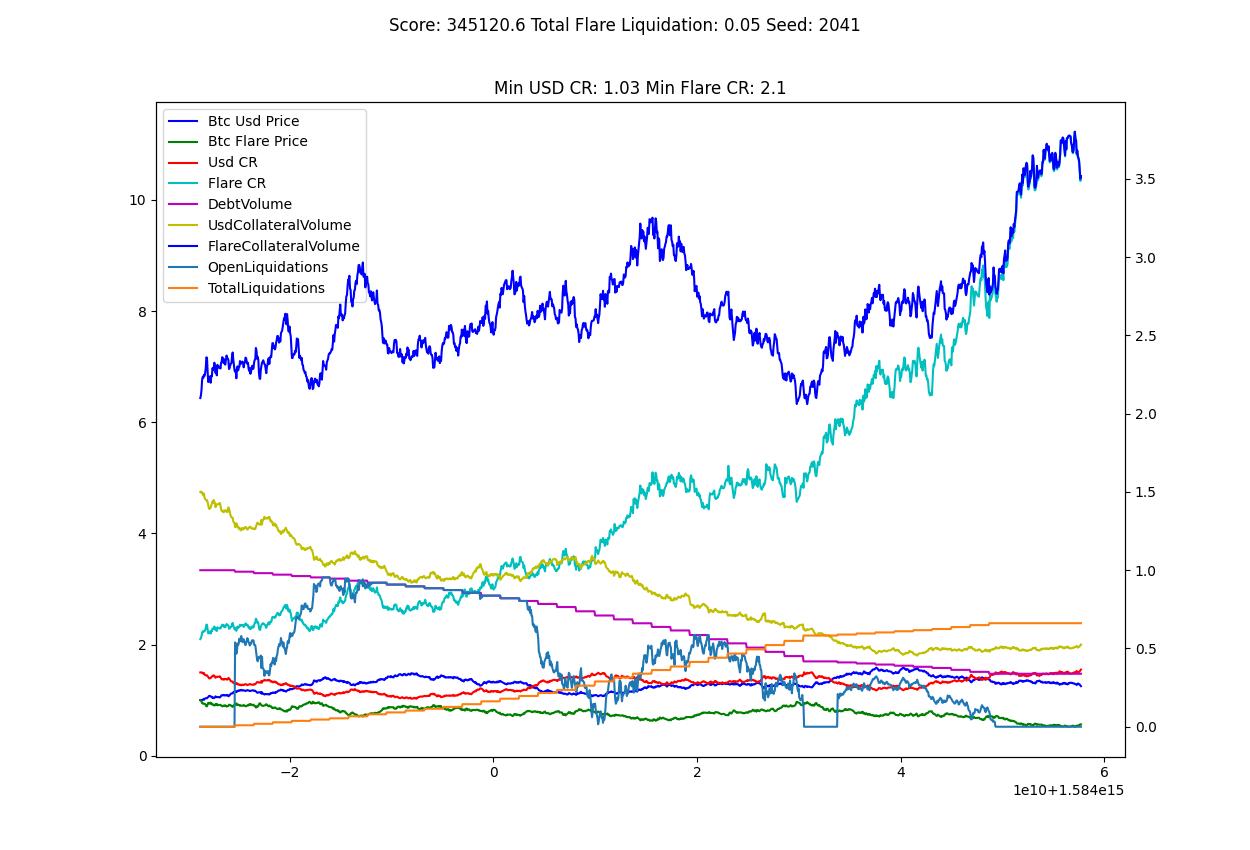 Score: 345120.6 Total Flare Liquidation: 0.05 Seed: 2041
Min USD CR: 1.03 Min Flare CR: 2.1
Btc Usd Price
Btc Flare Price
Usd CR
Flare CR
DebtVolume
UsdCollateralVolume
FlareCollateralVolume
OpenLiquidations
TotalLiquidations
10
8
6
4
2
0
3.5
3.0
2.5
2.0
1.5
1.0
0.5
0.0
−2
0
2
4
6
1e10+1.584e15